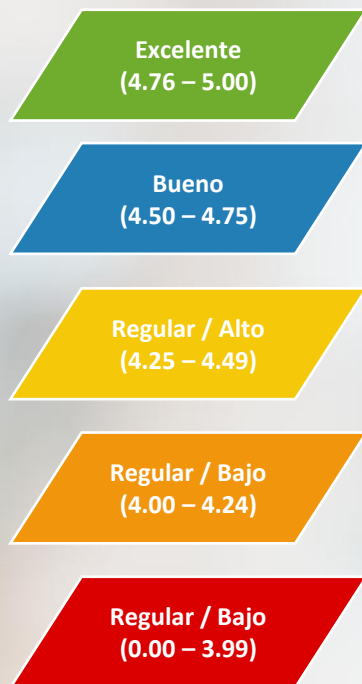 Excelente
(4.76 – 5.00)
Bueno
(4.50 – 4.75)
Regular / Alto
(4.25 – 4.49)
Regular / Bajo
(4.00 – 4.24)
Regular / Bajo
(0.00 – 3.99)